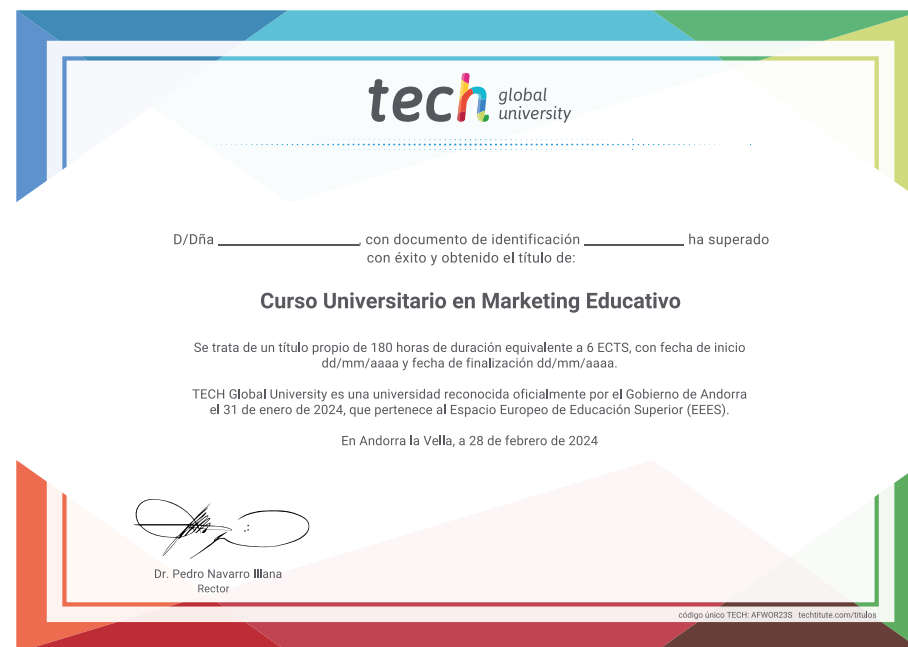 tech global university
D/Dña ______________, con documento de identificación __________ ha superado
con éxito y obtenido el título de:
Curso Universitario en Marketing Educativo
Se trata de un título propio de 180 horas de duración equivalente a 6 ECTS, con fecha de inicio
dd/mm/aaaa y fecha de finalización dd/mm/aaaa.
TECH Global University es una universidad reconocida oficialmente por el Gobierno de Andorra
el 31 de enero de 2024, que pertenece al Espacio Europeo de Educación Superior (EEES).
En Andorra la Vella, a 28 de febrero de 2024
Dr. Pedro Navarro Illana
Rector
código único TECH: AFWOR23S techtitute.com/titulos